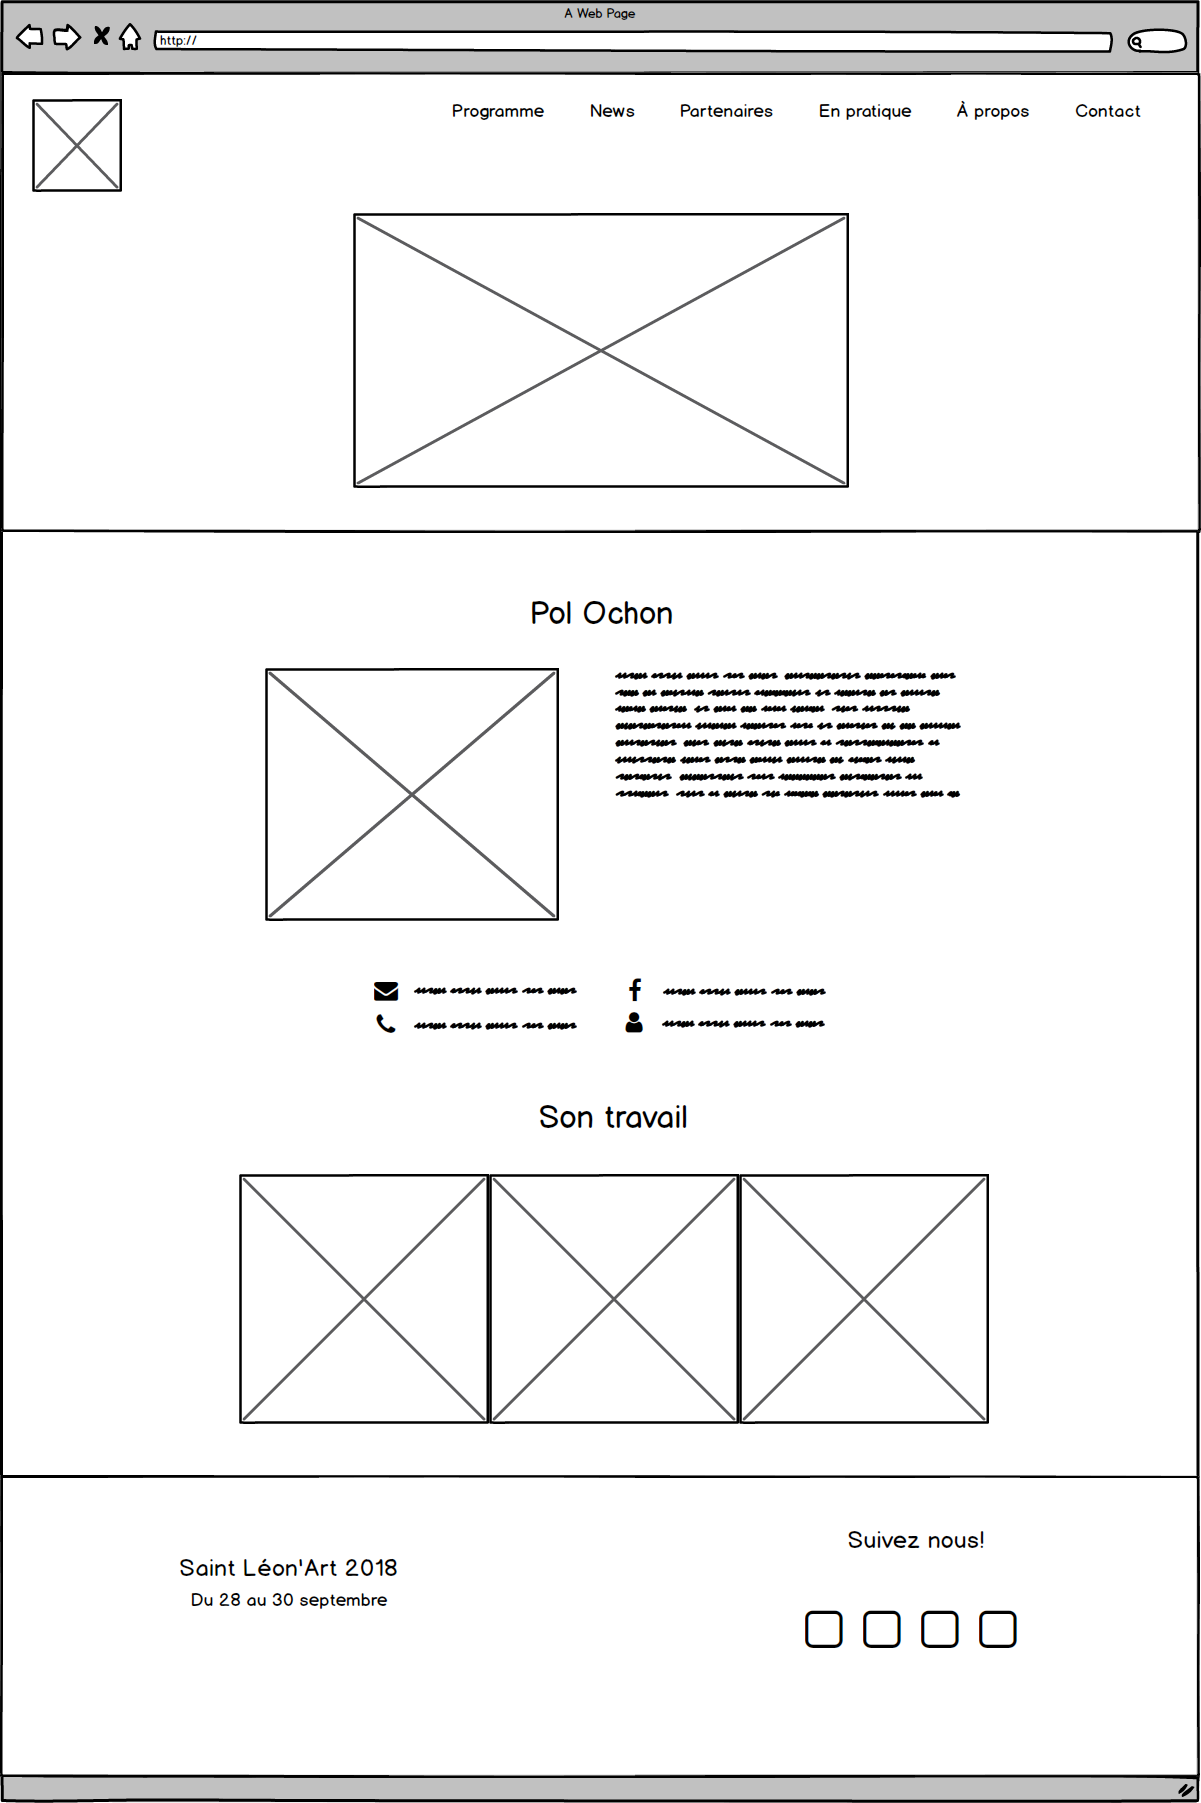 A Web Page
http://
Programme News Partenaires En pratique À propos Contact
Pol Ochon
Son travail
Suivez nous!
Saint Léon'Art 2018
Du 28 au 30 septembre